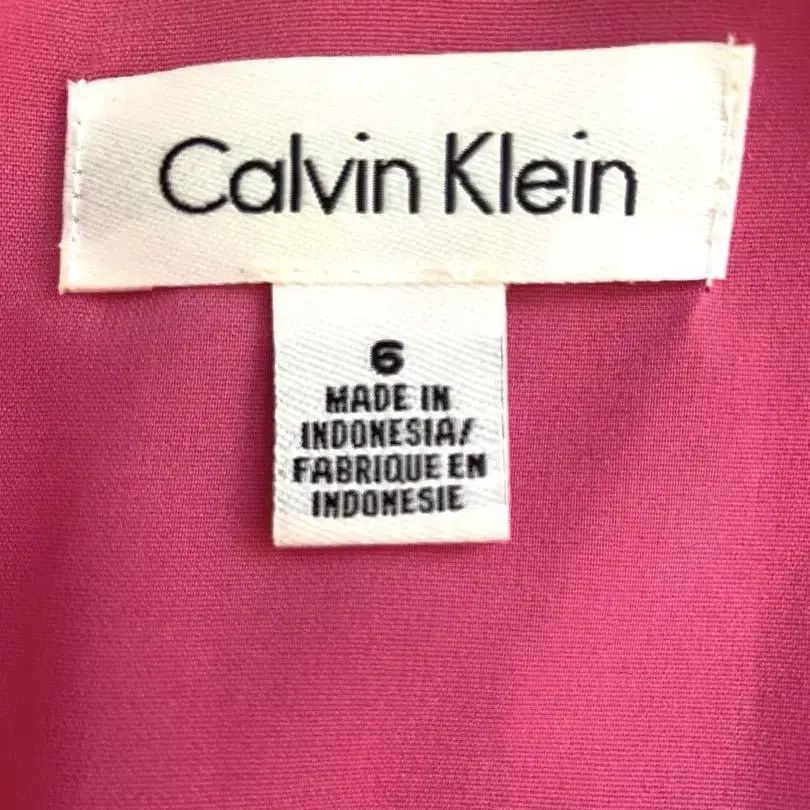 Calvin Klein
6
MADE IN
INDONESIA/
FABRIQUE EN
INDONESIE